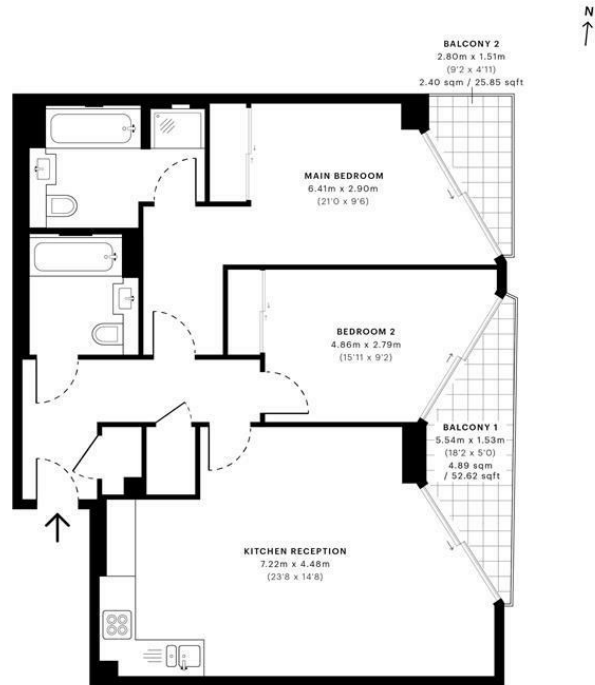 N
BALCONY 2
2.80m x 1.51m
(9'2 x 4'11)
2.40 sqm / 25.85 sqft
MAIN BEDROOM
6.41m x 2.90m
(21'0 x 9'6)
BEDROOM 2
4.86m x 2.79m
(15'11 x 9'2)
BALCONY 1
5.54m x 1.53m
(18'2 x 5'0)
4.89 sqm
/ 52.62 sqft
KITCHEN RECEPTION
7.22m x 4.48m
(23'8 x 14'8)